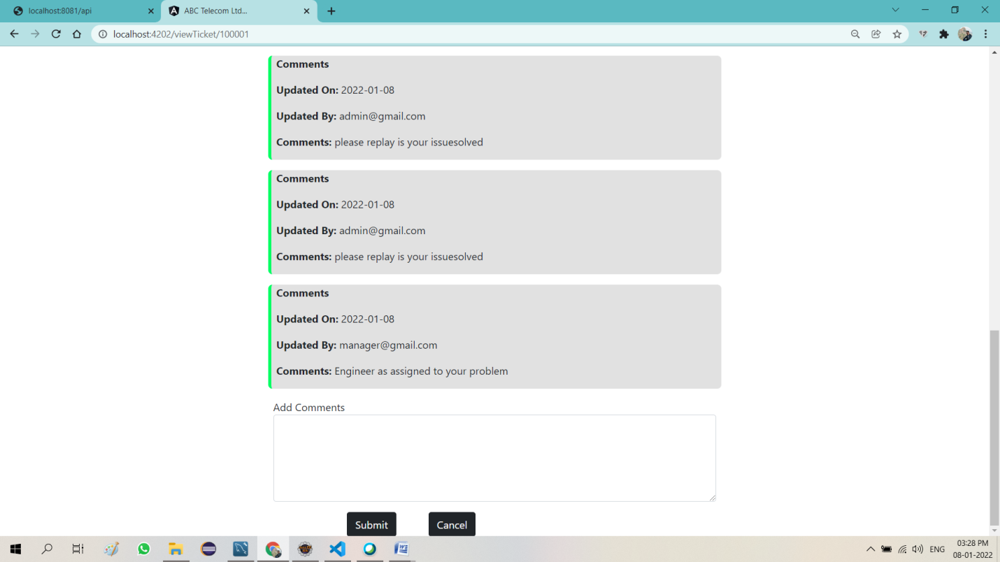 localhost:8081/api
ABC Telecom Ltd...
localhost:4202/viewTicket/100001
Comments
Updated On: 2022-01-08
Updated By: admin@gmail.com
Comments: please replay is your issuesolved
Comments
Updated On: 2022-01-08
Updated By: admin@gmail.com
Comments: please replay is your issuesolved
Comments
Updated On: 2022-01-08
Updated By: manager@gmail.com
Comments: Engineer as assigned to your problem
Add Comments
Submit Cancel
ENG
03:28 PM
08-01-2022